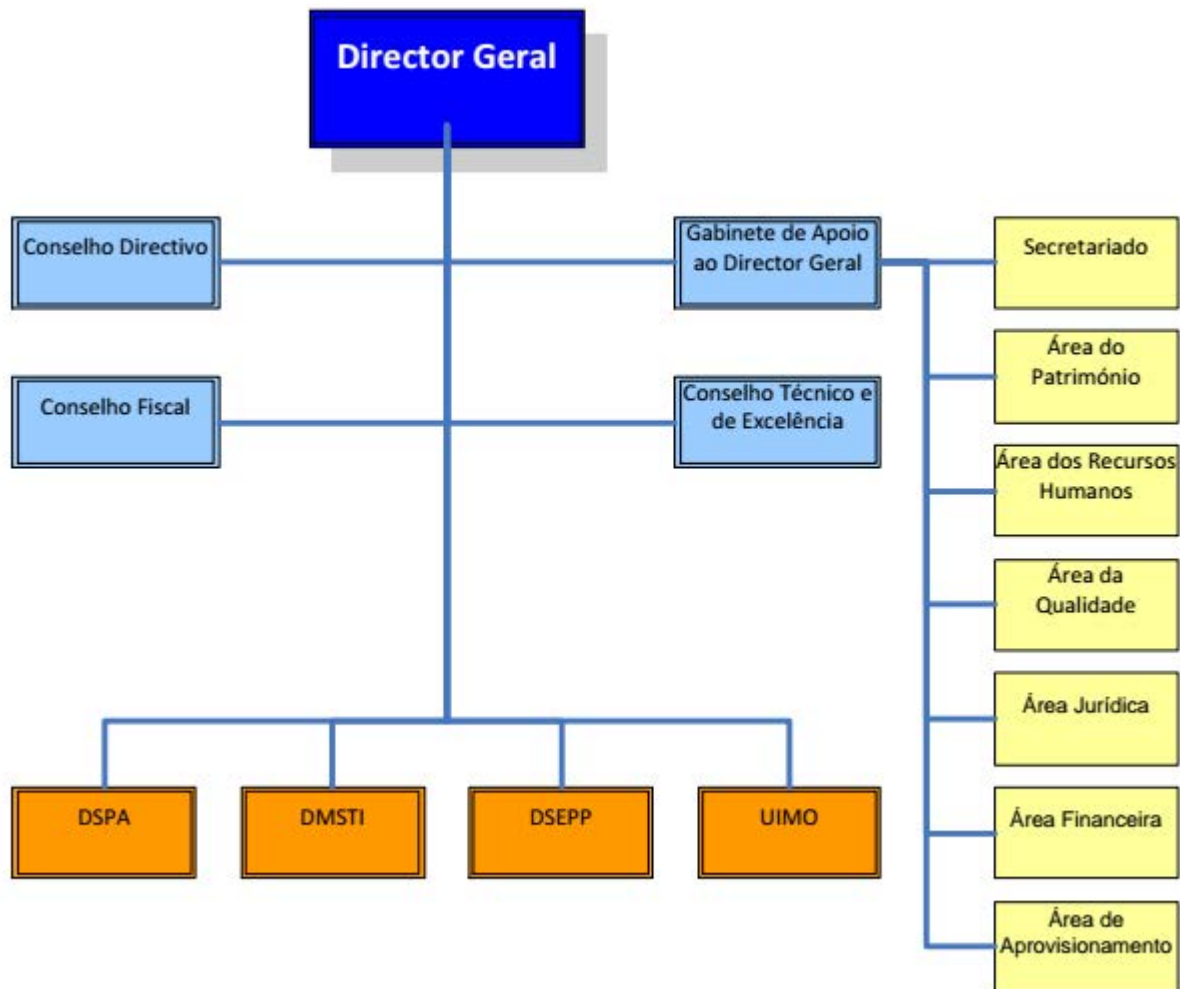 Director Geral
Conselho Directivo
Gabinete de Apoio
ao Director Geral
Secretariado
Área do
Património
Conselho Fiscal
Conselho Técnico e
de Excelência
Área dos Recursos
Humanos
Área da
Qualidade
Área Jurídica
DSPA
DMSTI
DSEPP
UIMO
Área Financeira
Área de
Aprovisionamento